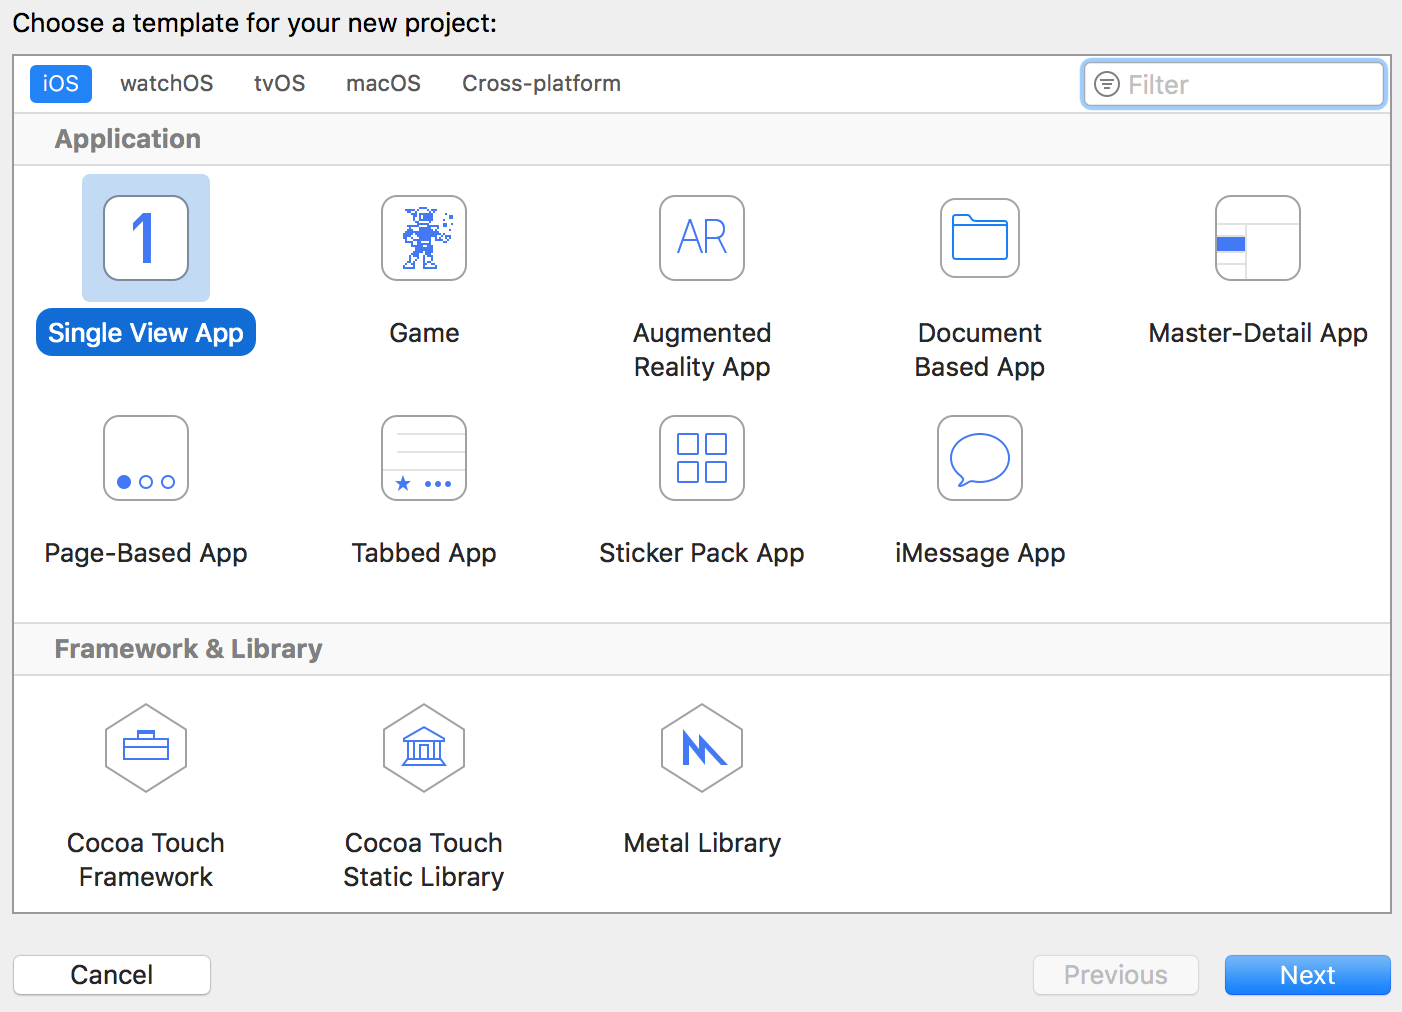 Choose a template for your new project:
iOS watchOS tvOS macOS Cross-platform Filter
Application
1 AR
Single View App Game Augmented Document Master-Detail App
Reality App Based App
Page-Based App Tabbed App Sticker Pack App iMessage App
Framework & Library
Cocoa Touch Cocoa Touch Metal Library
Framework Static Library
Cancel Previous Next